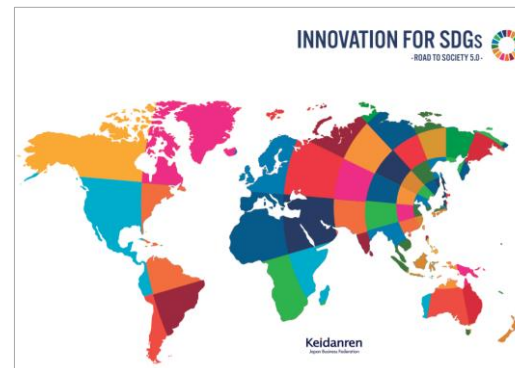 INNOVATION FOR SDGs
- ROAD TO SOCIETY 5.0 -
Keidanren
Japan Business Federation